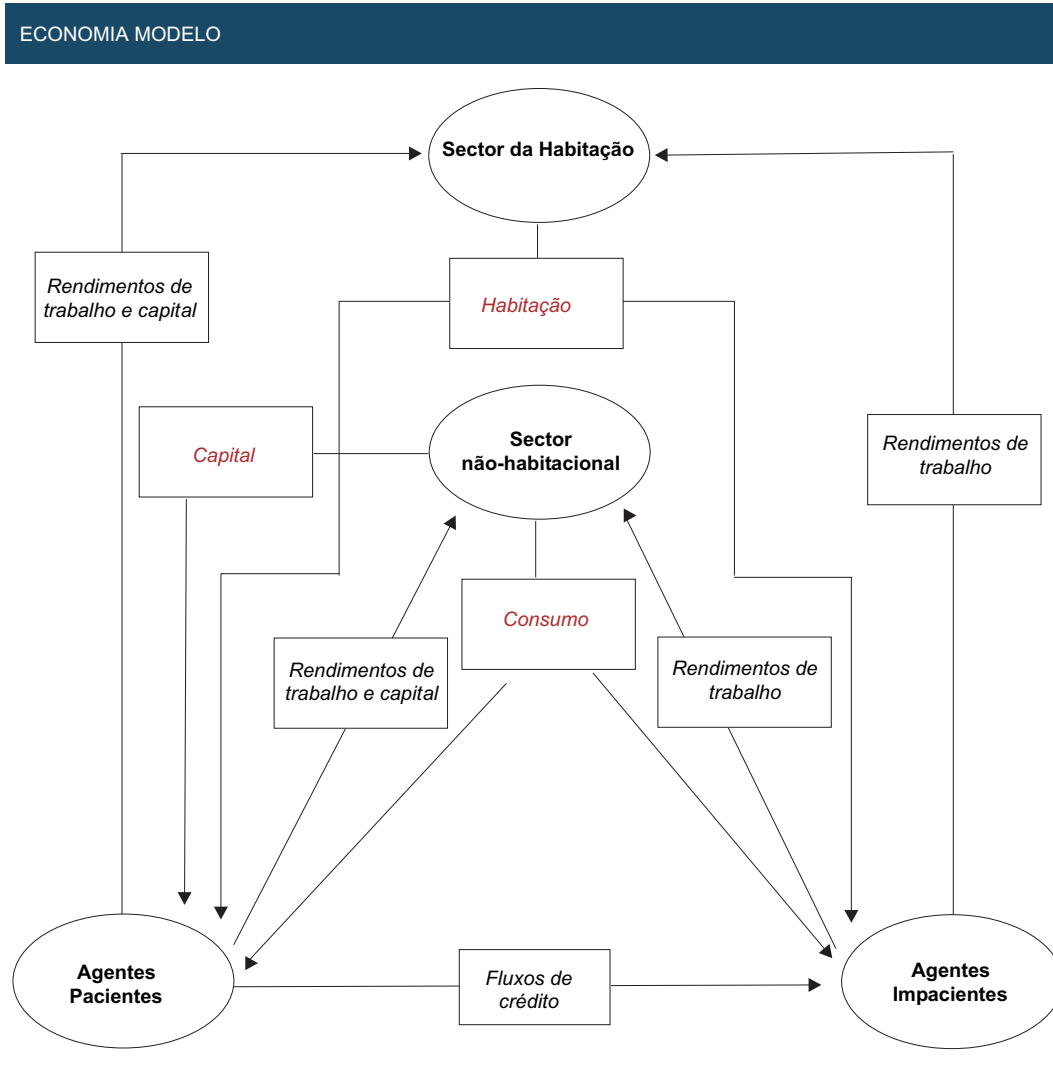 ECONOMIA MODELO
Sector da Habitação
Rendimentos de
trabalho e capital
Habitação
Capital
Sector
não-habitacional
Rendimentos de
trabalho
Consumo
Rendimentos de
trabalho e capital
Rendimentos de
trabalho
Agentes
Pacientes
Fluxos de
crédito
Agentes
Impacientes